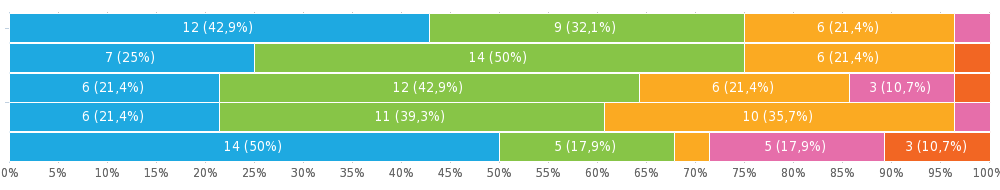 12 (42,9%) 9 (32,1%) 6 (21,4%)
7 (25%) 14 (50%) 6 (21,4%)
6 (21,4%) 12 (42,9%) 6 (21,4%) 3 (10,7%)
6 (21,4%) 11 (39,3%) 10 (35,7%)
14 (50%) 5 (17,9%) 5 (17,9%) 3 (10,7%)
0% 5% 10% 15% 20% 25% 30% 35% 40% 45% 50% 55% 60% 65% 70% 75% 80% 85% 90% 95% 100%